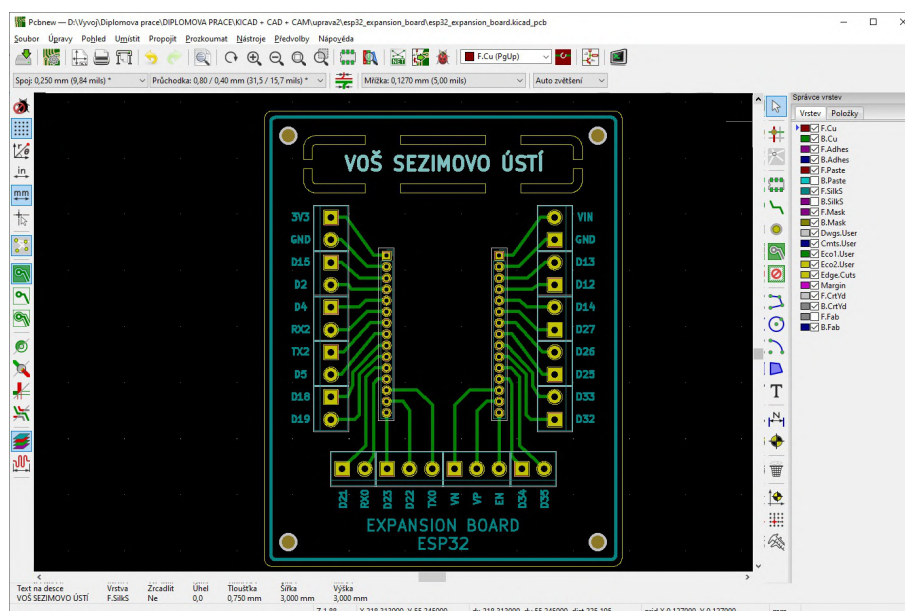 Pcbnew — D:\Vyvoj\Diplomova prace\DIPLOMOVA PRACE\KICAD + CAD + CAM\uprava2\esp32_expansion_board\esp32_expansion_board.kicad_pcb
Soubor Úpravy Pohled Umístit Propojit Prozkoumat Nástroje Předvolby Nápověda
NET F.Cu (PgUp)
Spoj: 0,250 mm (9,84 mils) * Průchodka: 0,80 / 0,40 mm (31,5 / 15,7 mils) * Mřížka: 0,1270 mm (5,00 mils) Auto zvětšení
in
mm
Správce vrstev
Vrstev Položky
F.Cu
B.Cu
F.Adhes
B.Adhes
F.Paste
B.Paste
F.SilkS
B.SilkS
F.Mask
B.Mask
Dwgs.User
Cmts.User
Eco1.User
Eco2.User
Edge.Cuts
Margin
F.CrtYd
B.CrtYd
F.Fab
B.Fab
T
N
VOŠ SEZIMOVO ÚSTÍ
3V3 VIN
GND GND
D15 D13
D2 D12
D4 D14
RX2 D27
TX2 D26
D5 D25
D18 D33
D19 D32
D21 RX0 D23 D22 TX0 VN VP EN D34 D35
EXPANSION BOARD
ESP32
Text na desce Vrstva Zrcadlit Úhel Tloušťka Šířka Výška
VOŠ SEZIMOVO ÚSTÍ F.SilkS Ne 0,0 0,750 mm 3,000 mm 3,000 mm